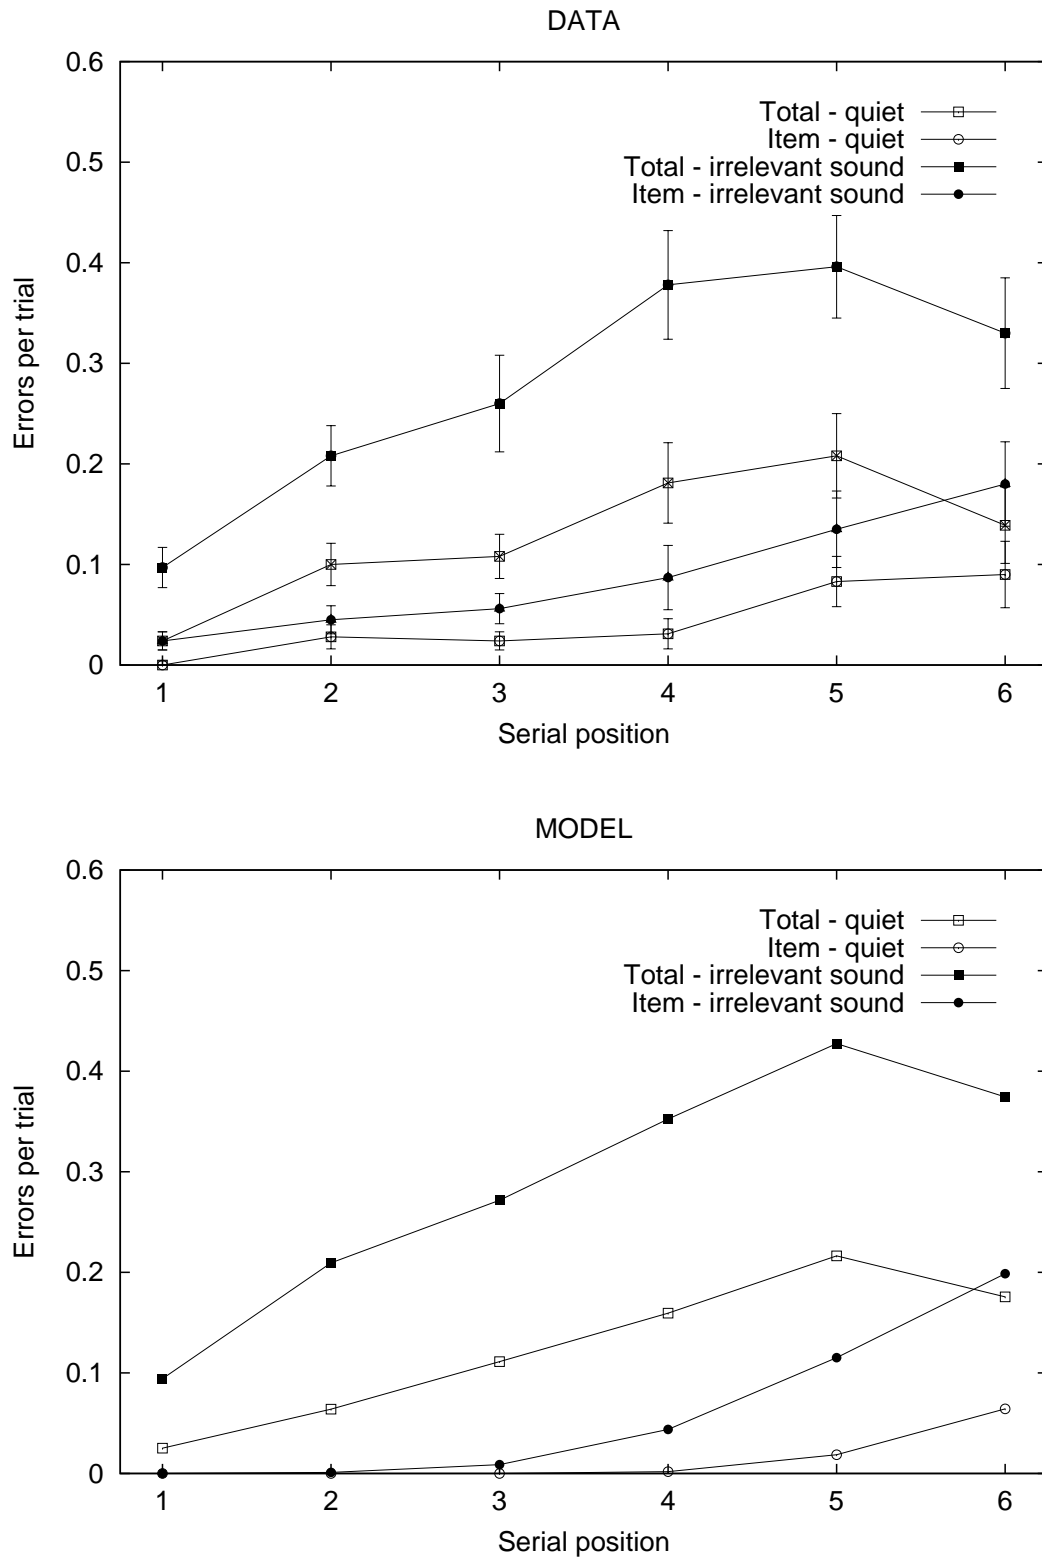 DATA
0.6
0.5
0.4
0.3
0.2
0.1
0
Errors per trial
Total - quiet
Item - quiet
Total - irrelevant sound
Item - irrelevant sound
1 2 3 4 5 6
Serial position
MODEL
0.6
0.5
0.4
0.3
0.2
0.1
0
Errors per trial
Total - quiet
Item - quiet
Total - irrelevant sound
Item - irrelevant sound
1 2 3 4 5 6
Serial position